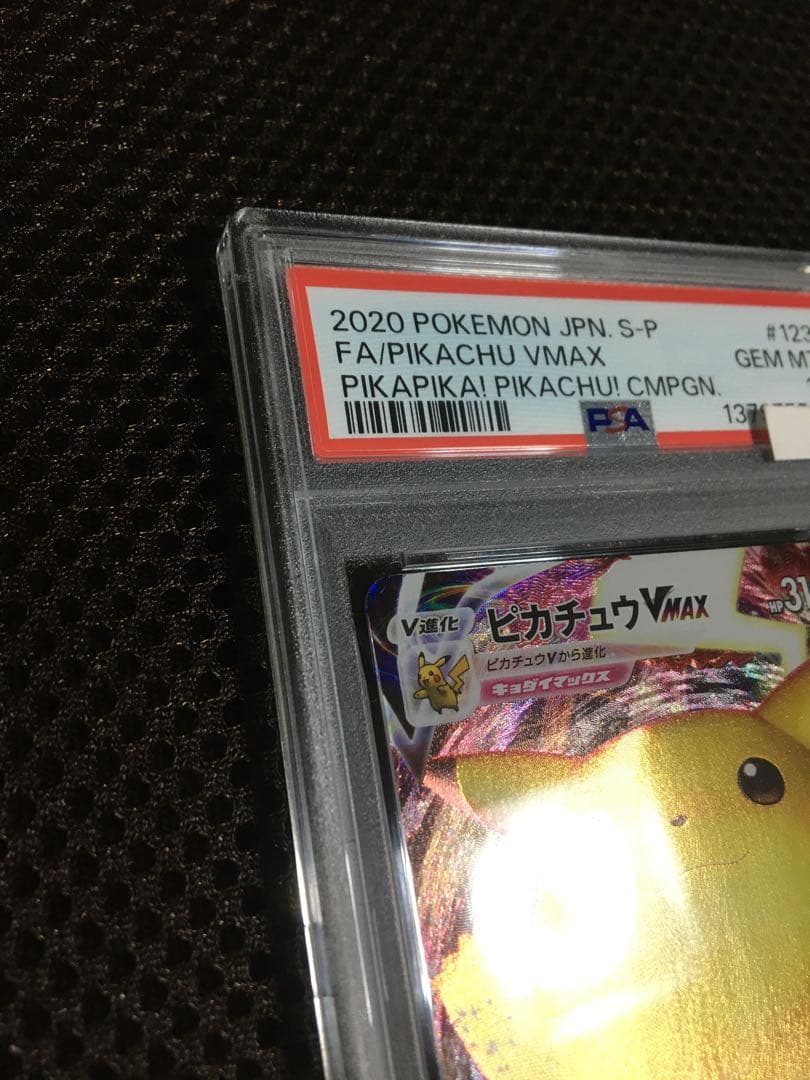 2020 POKEMON JPN. S-P #123
FA/PIKACHU VMAX GEM MT
PIKAPIKA! PIKACHU! CMPGN.
PSA
V進化 ピカチュウVMAX HP 31
ピカチュウVから進化
キョダイマックス